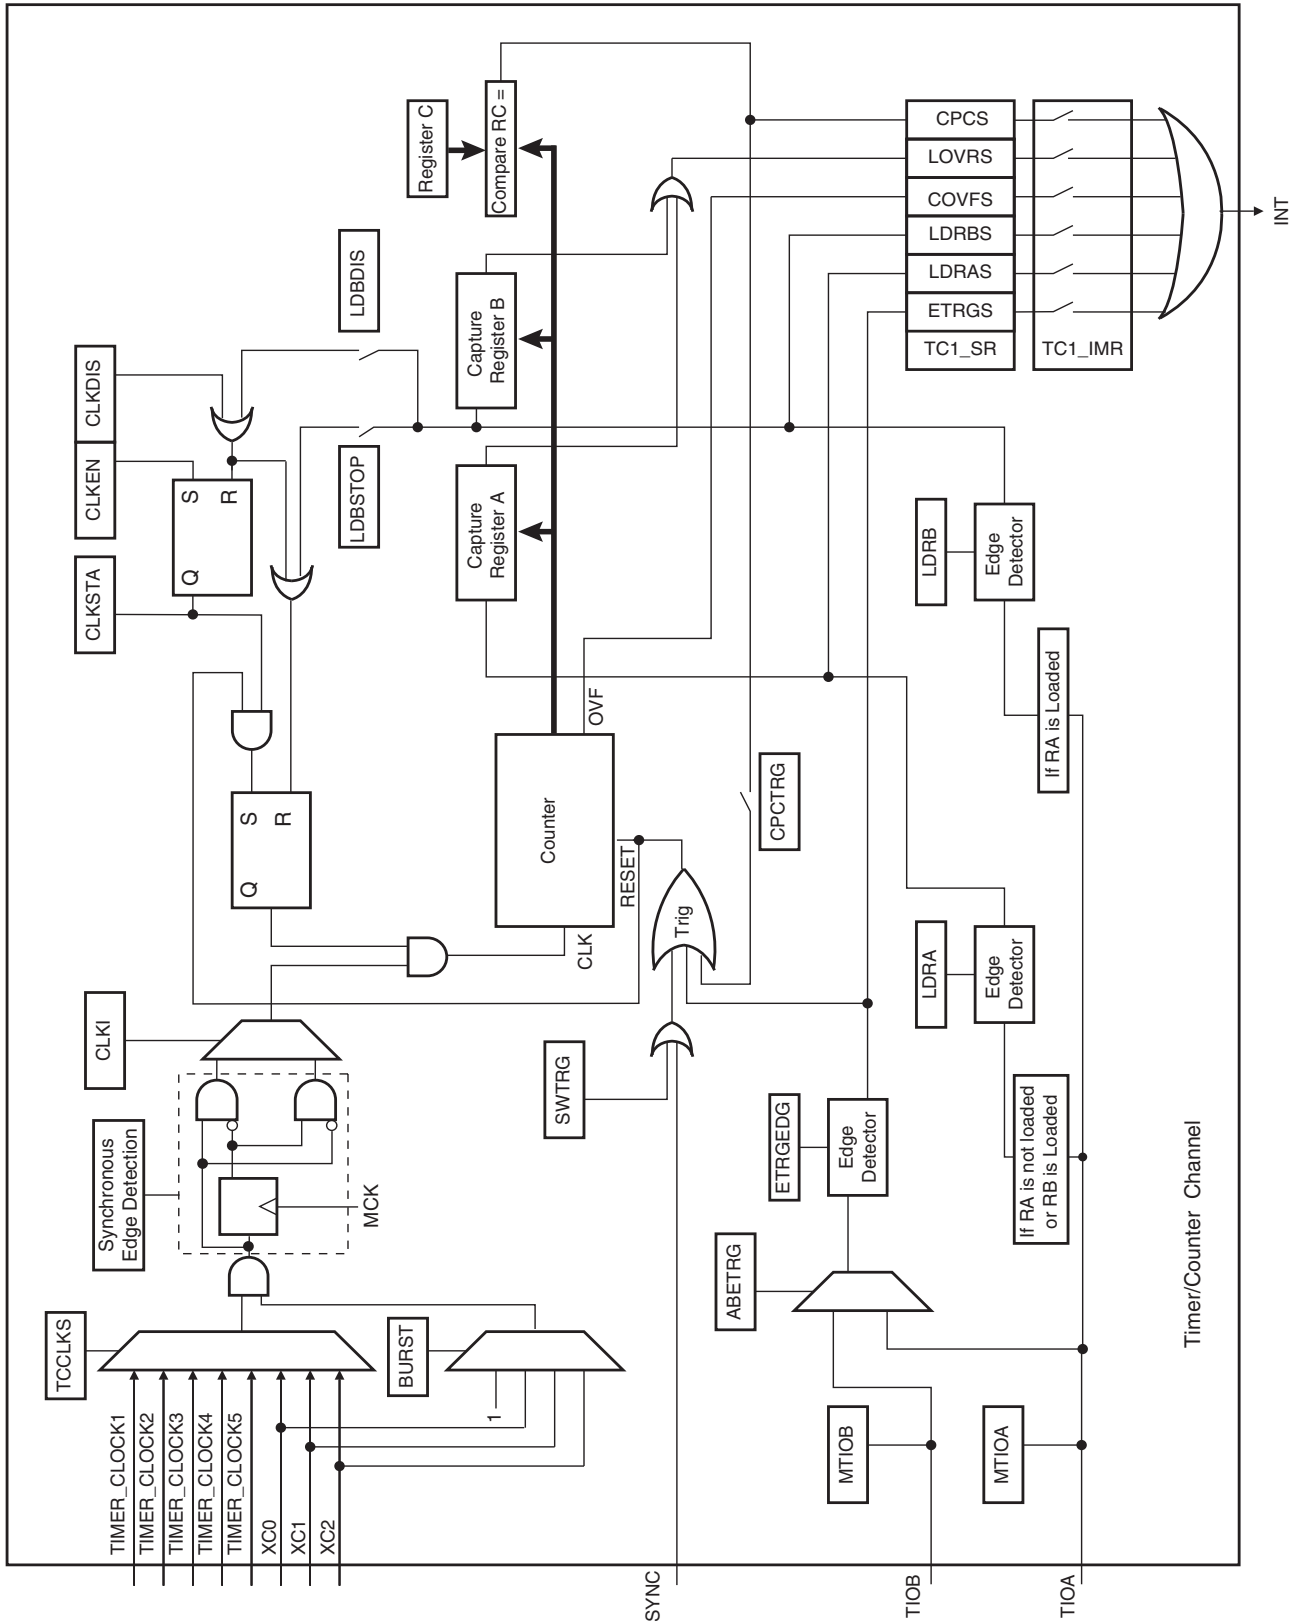 TCCLKS
TIMER_CLOCK1
TIMER_CLOCK2
TIMER_CLOCK3
TIMER_CLOCK4
TIMER_CLOCK5
XC0
XC1
XC2
Synchronous
Edge Detection
CLKI
MCK
BURST
1
CLKSTA
CLKEN
CLKDIS
Q
S
R
Q
S
R
LDBSTOP
LDBDIS
Register C
Capture
Register A
Capture
Register B
Compare RC =
SWTRG
CLK
Counter
OVF
RESET
Trig
CPCTRG
SYNC
ABETRG
ETRGEDG
Edge
Detector
MTIOB
TIOB
MTIOA
TIOA
LDRA
Edge
Detector
If RA is not loaded
or RB is Loaded
LDRB
Edge
Detector
If RA is Loaded
CPCS
LOVRS
COVFS
LDRBS
LDRAS
ETRGS
TC1_SR
TC1_IMR
INT
Timer/Counter Channel